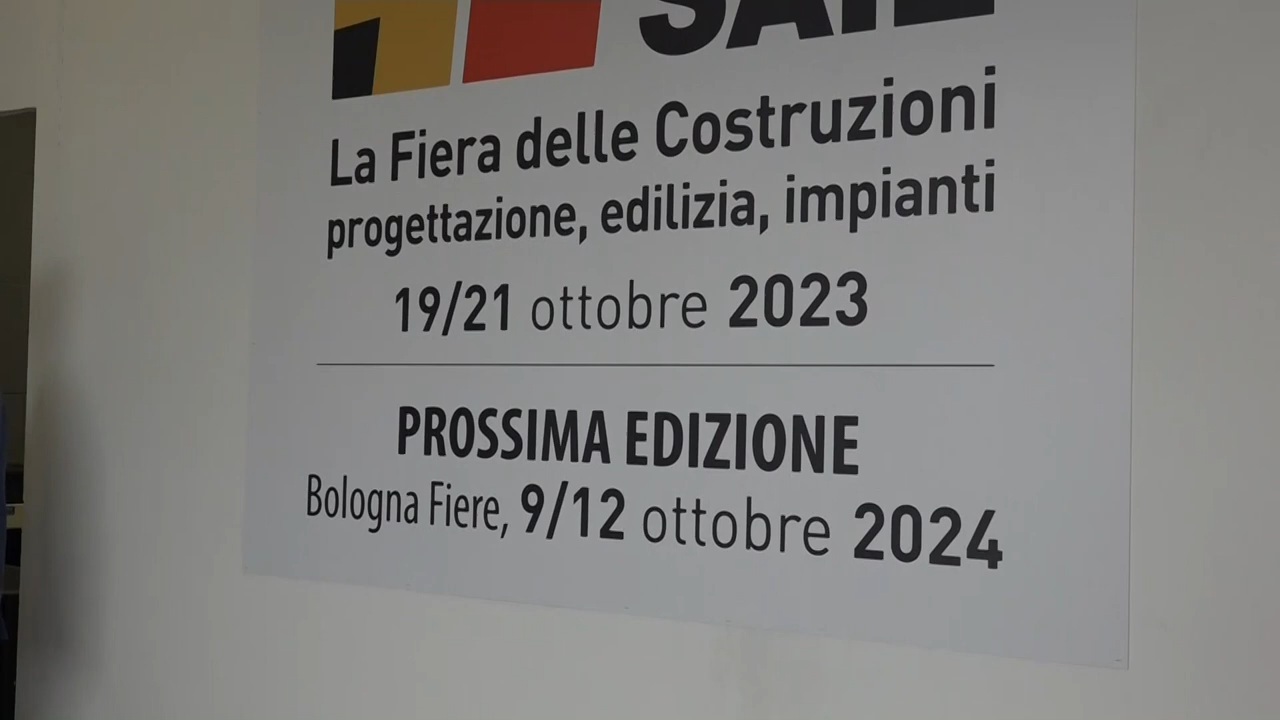 SAIE
La Fiera delle Costruzioni
progettazione, edilizia, impianti
19/21 ottobre 2023
PROSSIMA EDIZIONE
Bologna Fiere, 9/12 ottobre 2024